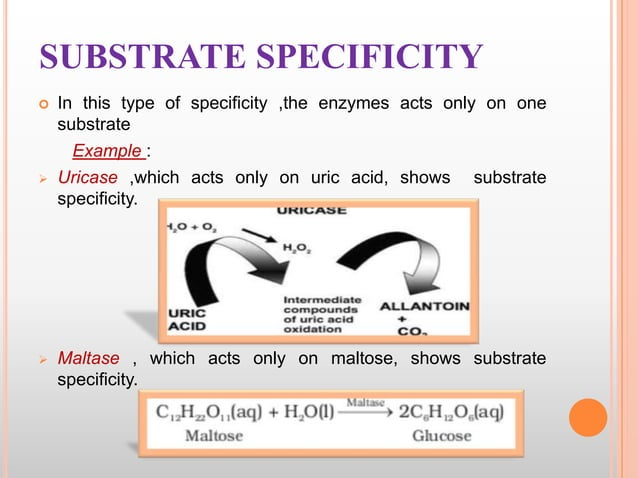 SUBSTRATE SPECIFICITY
In this type of specificity ,the enzymes acts only on one
substrate
Example :
Uricase ,which acts only on uric acid, shows substrate
specificity.
URICASE
H₂O + O₂
H₂O₂
URIC
ACID
Intermediate
compounds
of uric acid
oxidation
ALLANTOIN
+
CO₂
Maltase , which acts only on maltose, shows substrate
specificity.
Maltase
C₁₂H₂₂O₁₁(aq) + H₂O(l) ⟶ 2C₆H₁₂O₆(aq)
Maltose Glucose